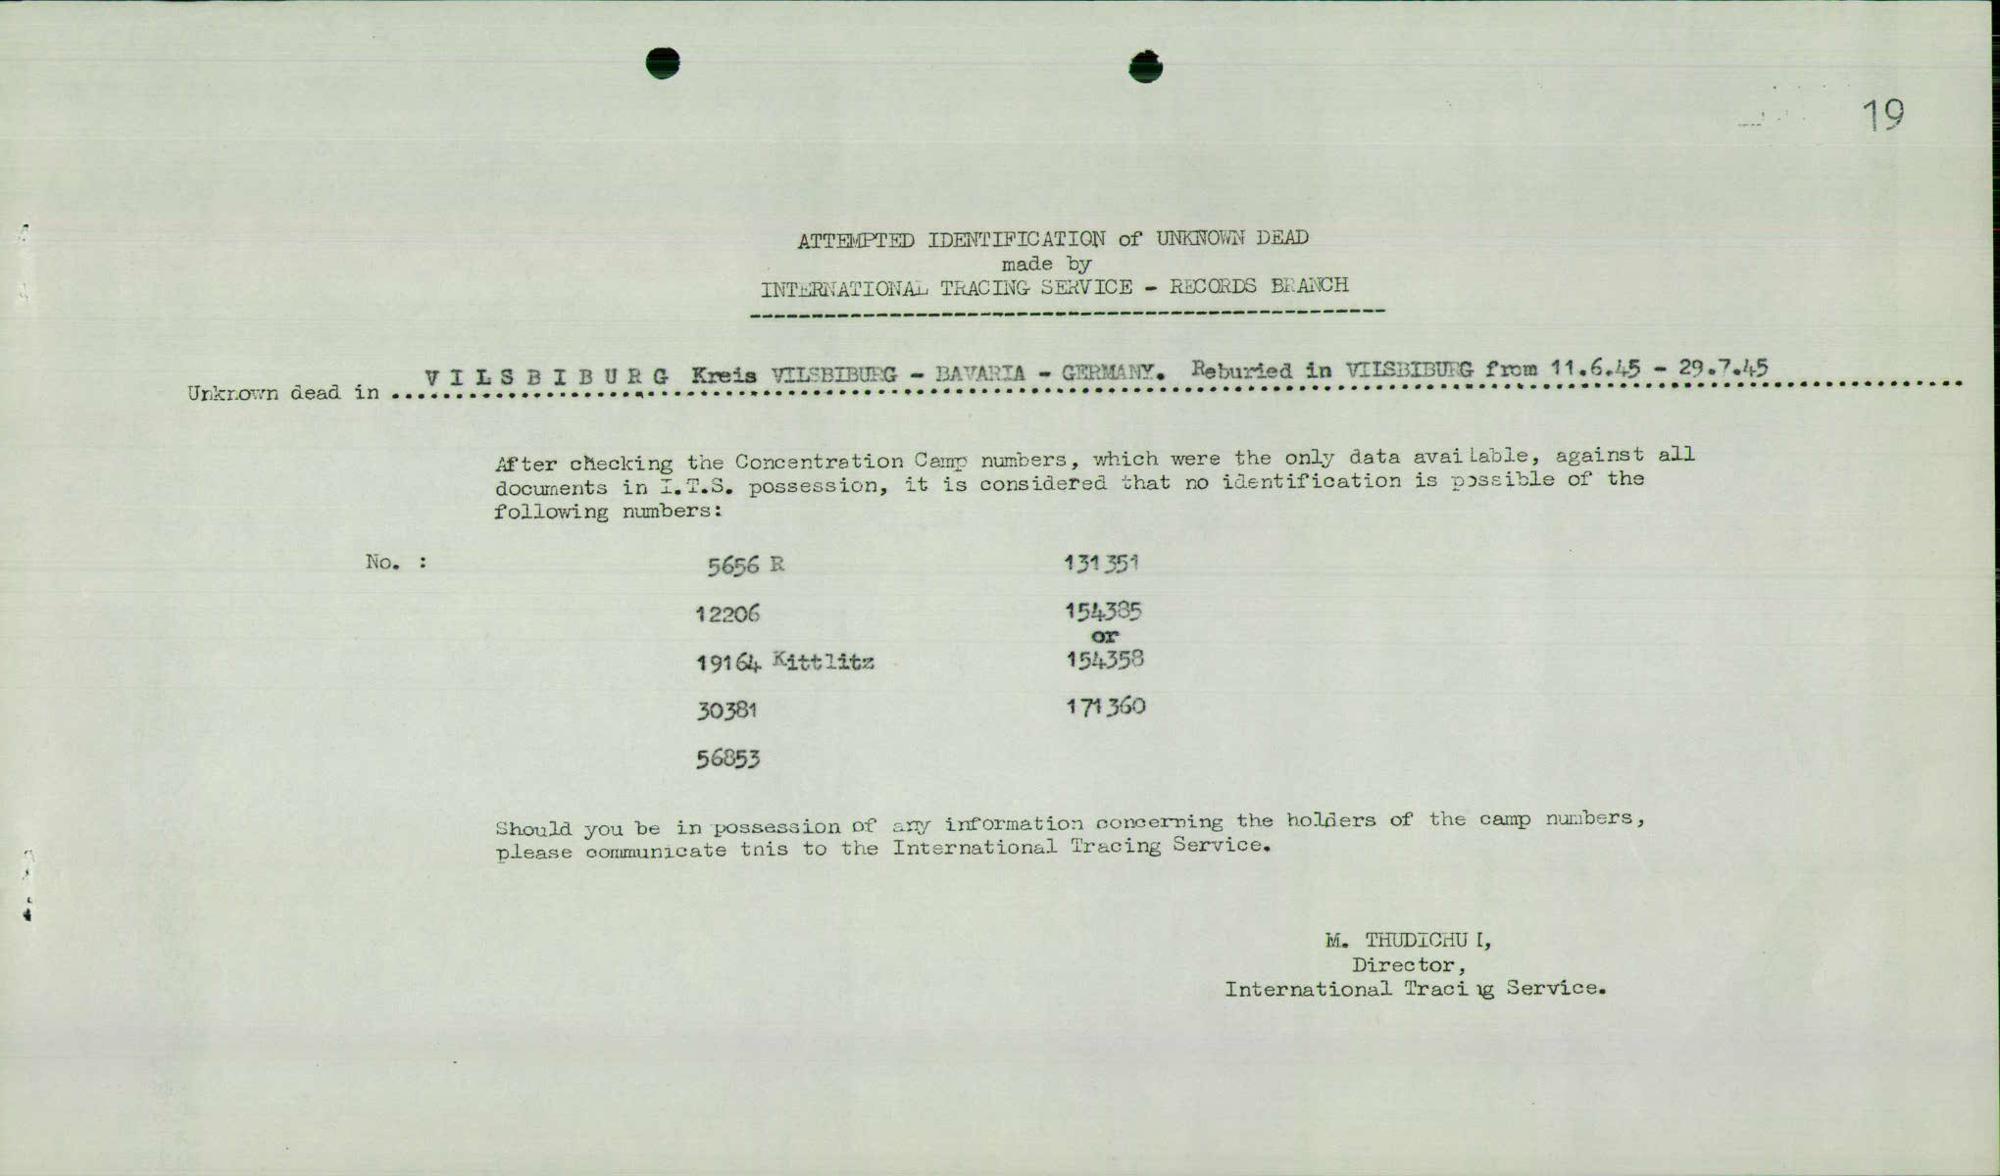 19
ATTEMPTED IDENTIFICATION of UNKNOWN DEAD
made by
INTERNATIONAL TRACING SERVICE - RECORDS BRANCH
Unknown dead in V I L S B I B U R G Kreis VILSBIBURG - BAVARIA - GERMANY. Reburied in VILSBIBURG from 11.6.45 - 29.7.45
After checking the Concentration Camp numbers, which were the only data available, against all
documents in I.T.S. possession, it is considered that no identification is possible of the
following numbers:
No. : 5656 R 131351
12206 154385
or
19164 Kittlitz 154358
30381 171360
56853
Should you be in possession of any information concerning the holders of the camp numbers,
please communicate this to the International Tracing Service.
M. THUDICHUM,
Director,
International Tracing Service.